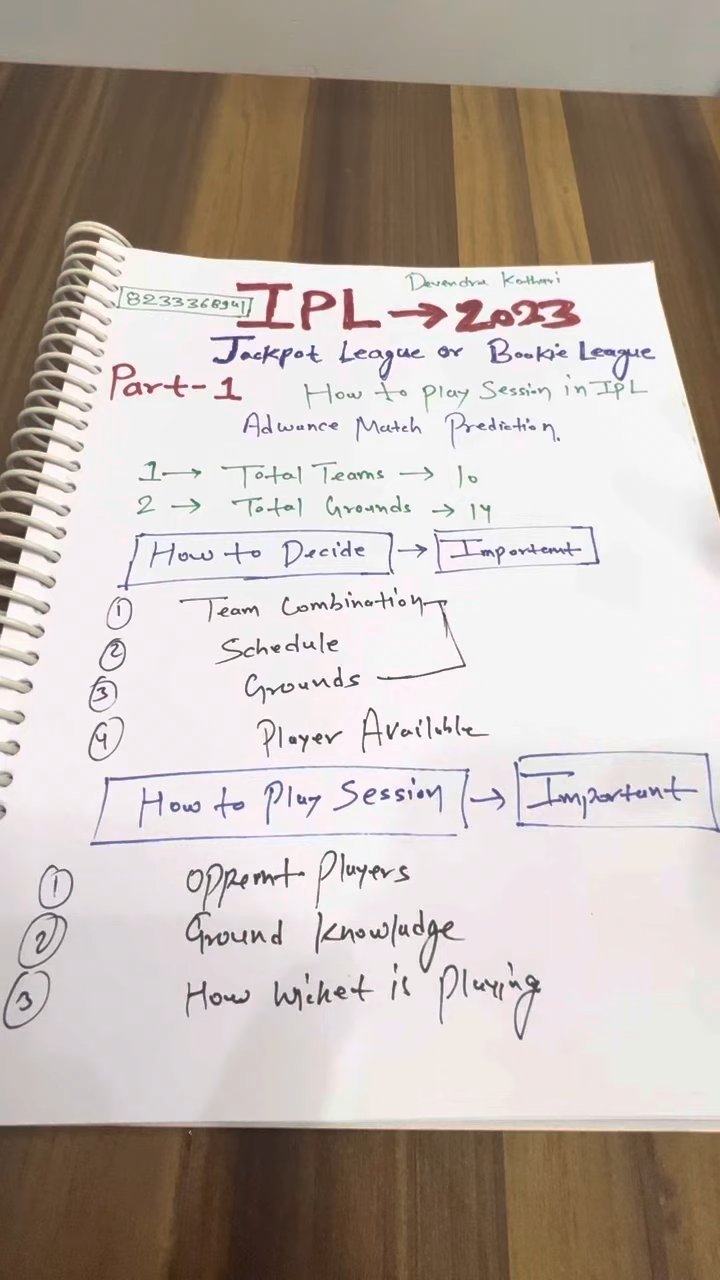 Devendra Kothari
8233368941 IPL → 2023
Jackpot League or Bookie League
Part-1 How to play Session in IPL
Adwance Match Prediction.
1 → Total Teams → 10
2 → Total Grounds → 14
How to Decide → Importent
1 Team Combination
2 Schedule
3 Grounds
4 Player Available
How to Play Session → Important
1 Players
2 Ground Knowladge
3 How Wicket is Playing